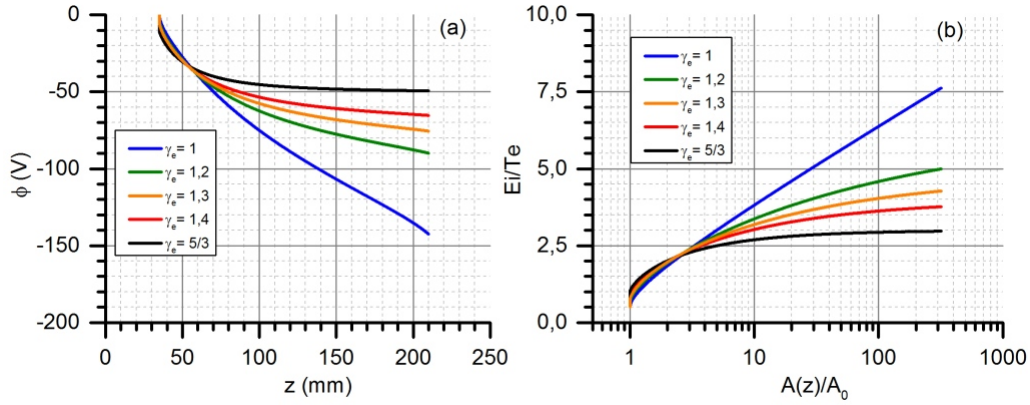 (a)
0
-50
-100
-150
-200
ϕ (V)
γe = 1
γe = 1,2
γe = 1,3
γe = 1,4
γe = 5/3
0 50 100 150 200 250
z (mm)
(b)
10,0
7,5
5,0
2,5
0,0
Ei/Te
γe = 1
γe = 1,2
γe = 1,3
γe = 1,4
γe = 5/3
1 10 100 1000
A(z)/A0